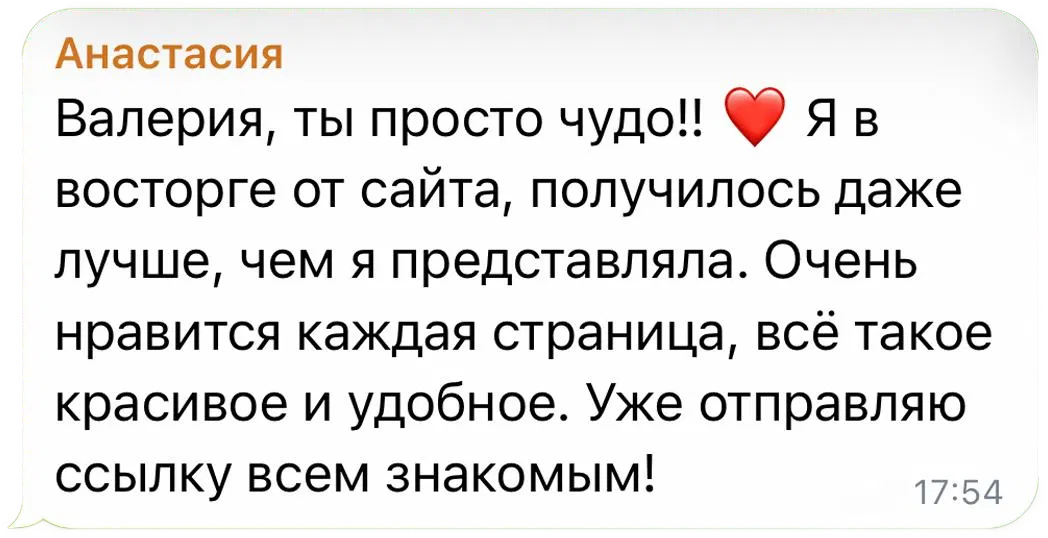 Анастасия
Валерия, ты просто чудо!! ❤️ Я в
восторге от сайта, получилось даже
лучше, чем я представляла. Очень
нравится каждая страница, всё такое
красивое и удобное. Уже отправляю
ссылку всем знакомым!
17:54